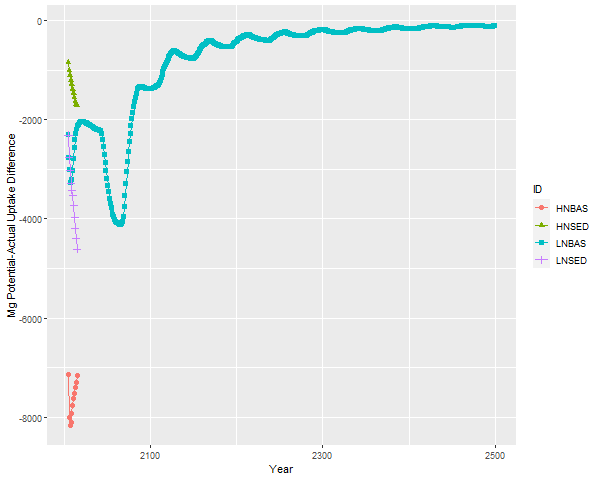 0
-2000
-4000
-6000
-8000
Mg Potential-Actual Uptake Difference
2100
2300
2500
Year
ID
HNBAS
HNSED
LNBAS
LNSED